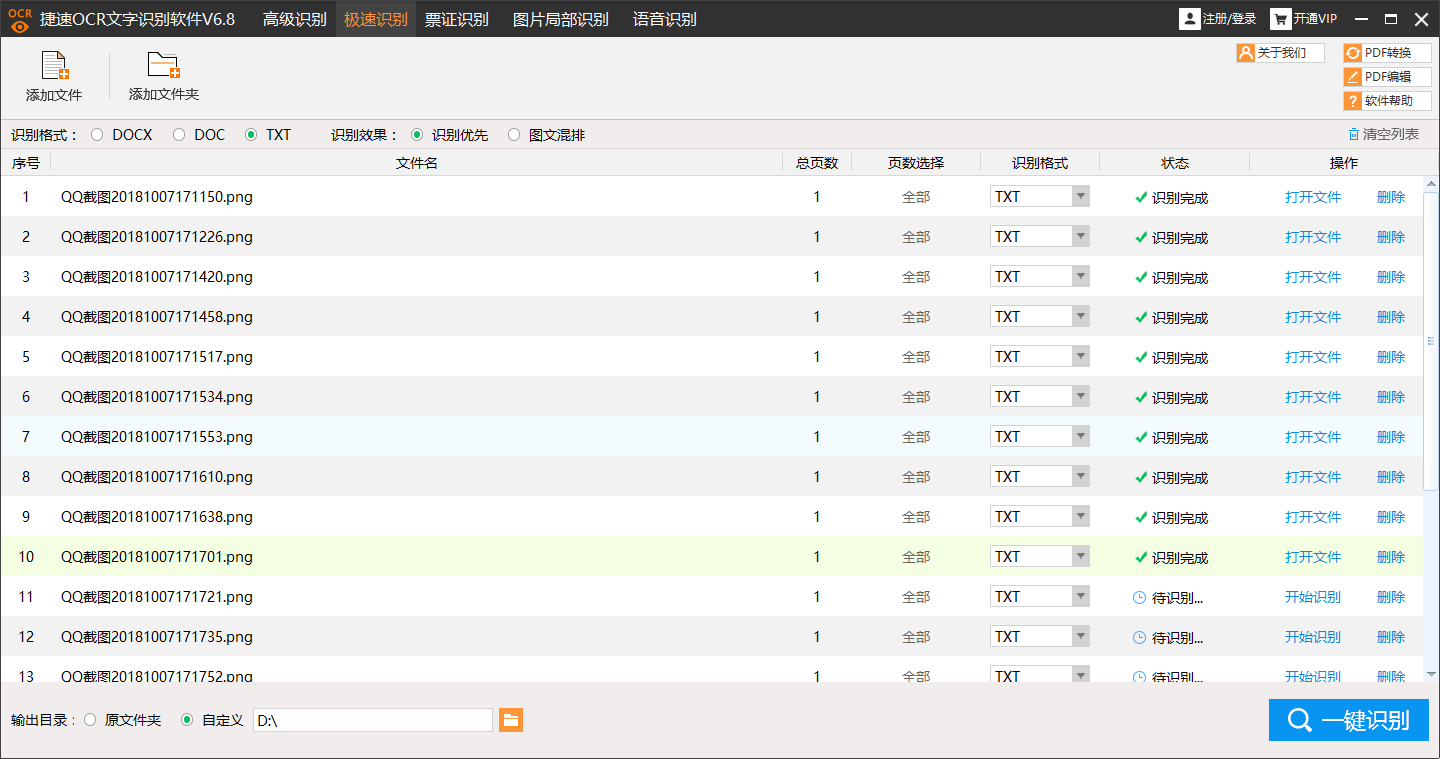 OCR 捷速OCR文字识别软件V6.8 高级识别 极速识别 票证识别 图片局部识别 语音识别 注册/登录 开通VIP
添加文件 添加文件夹
关于我们 PDF转换
PDF编辑
软件帮助
识别格式： DOCX DOC TXT 识别效果： 识别优先 图文混排 清空列表
序号 文件名 总页数 页数选择 识别格式 状态 操作
1 QQ截图20181007171150.png 1 全部 TXT 识别完成 打开文件 删除
2 QQ截图20181007171226.png 1 全部 TXT 识别完成 打开文件 删除
3 QQ截图20181007171420.png 1 全部 TXT 识别完成 打开文件 删除
4 QQ截图20181007171458.png 1 全部 TXT 识别完成 打开文件 删除
5 QQ截图20181007171517.png 1 全部 TXT 识别完成 打开文件 删除
6 QQ截图20181007171534.png 1 全部 TXT 识别完成 打开文件 删除
7 QQ截图20181007171553.png 1 全部 TXT 识别完成 打开文件 删除
8 QQ截图20181007171610.png 1 全部 TXT 识别完成 打开文件 删除
9 QQ截图20181007171638.png 1 全部 TXT 识别完成 打开文件 删除
10 QQ截图20181007171701.png 1 全部 TXT 识别完成 打开文件 删除
11 QQ截图20181007171721.png 1 全部 TXT 待识别... 开始识别 删除
12 QQ截图20181007171735.png 1 全部 TXT 待识别... 开始识别 删除
13 QQ截图20181007171752.png 1 全部 TXT 待识别... 开始识别 删除
输出目录： 原文件夹 自定义 D:\ 一键识别